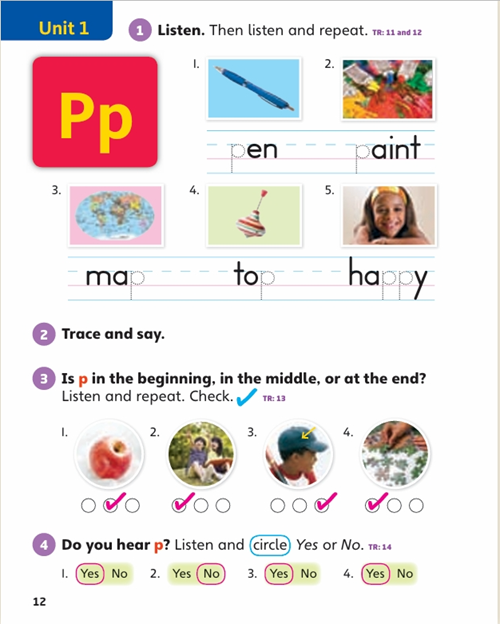 Unit 1
1 Listen. Then listen and repeat. TR: 11 and 12
Pp
1.
2.
pen
paint
3.
4.
5.
map
top
happy
2 Trace and say.
3 Is p in the beginning, in the middle, or at the end?
Listen and repeat. Check. TR: 13
1.
2.
3.
4.
4 Do you hear p? Listen and circle Yes or No. TR: 14
1. Yes No 2. Yes No 3. Yes No 4. Yes No
12